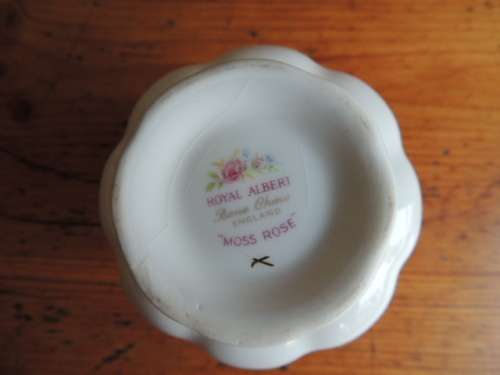 ROYAL ALBERT
Bone China
ENGLAND
"MOSS ROSE"